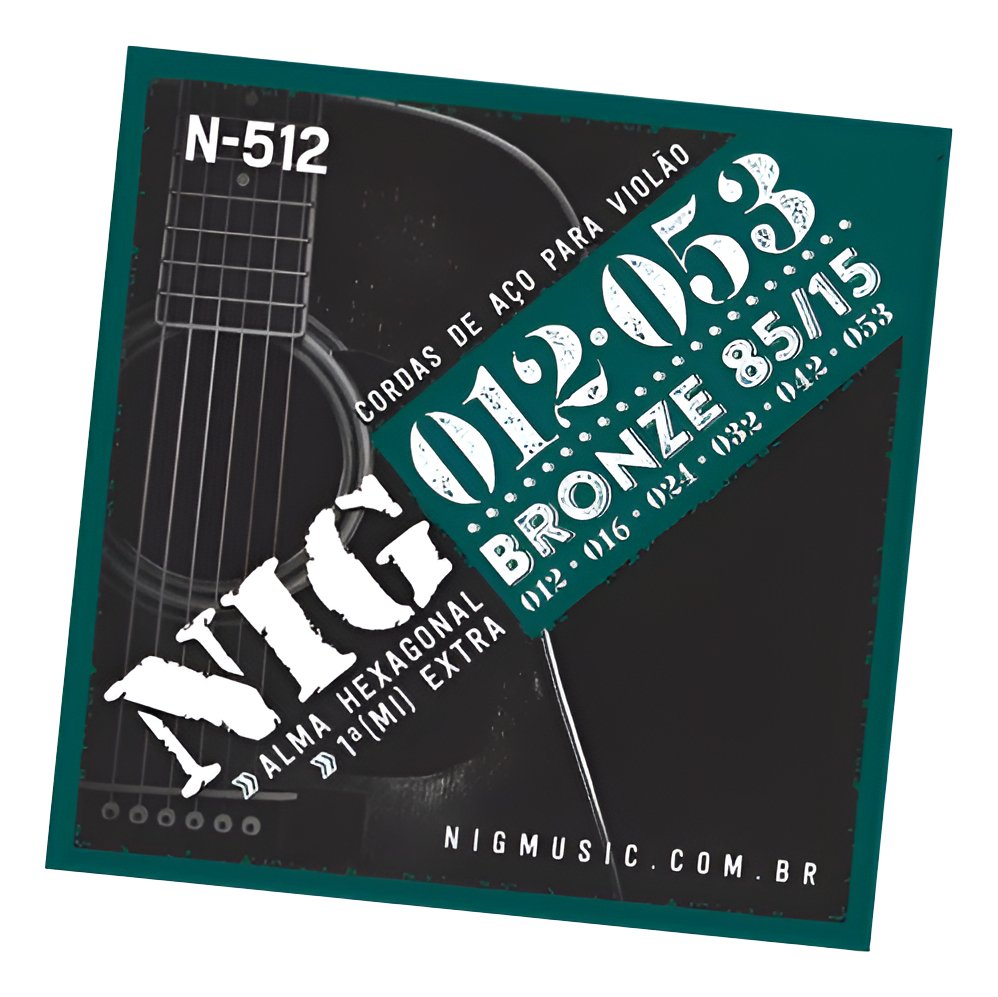 N-512
CORDAS DE AÇO PARA VIOLÃO
012·053
BRONZE 85/15
012 · 016 · 024 · 032 · 042 · 053
NIG
ALMA HEXAGONAL
1ª(MI) EXTRA
NIGMUSIC.COM.BR